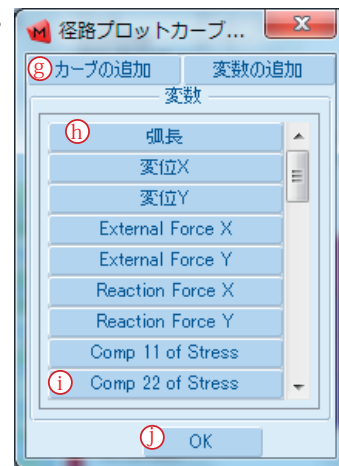 径路プロットカーブ...
ⓖ カーブの追加 変数の追加
変数
ⓗ 弧長
変位X
変位Y
External Force X
External Force Y
Reaction Force X
Reaction Force Y
Comp 11 of Stress
ⓘ Comp 22 of Stress
ⓙ OK